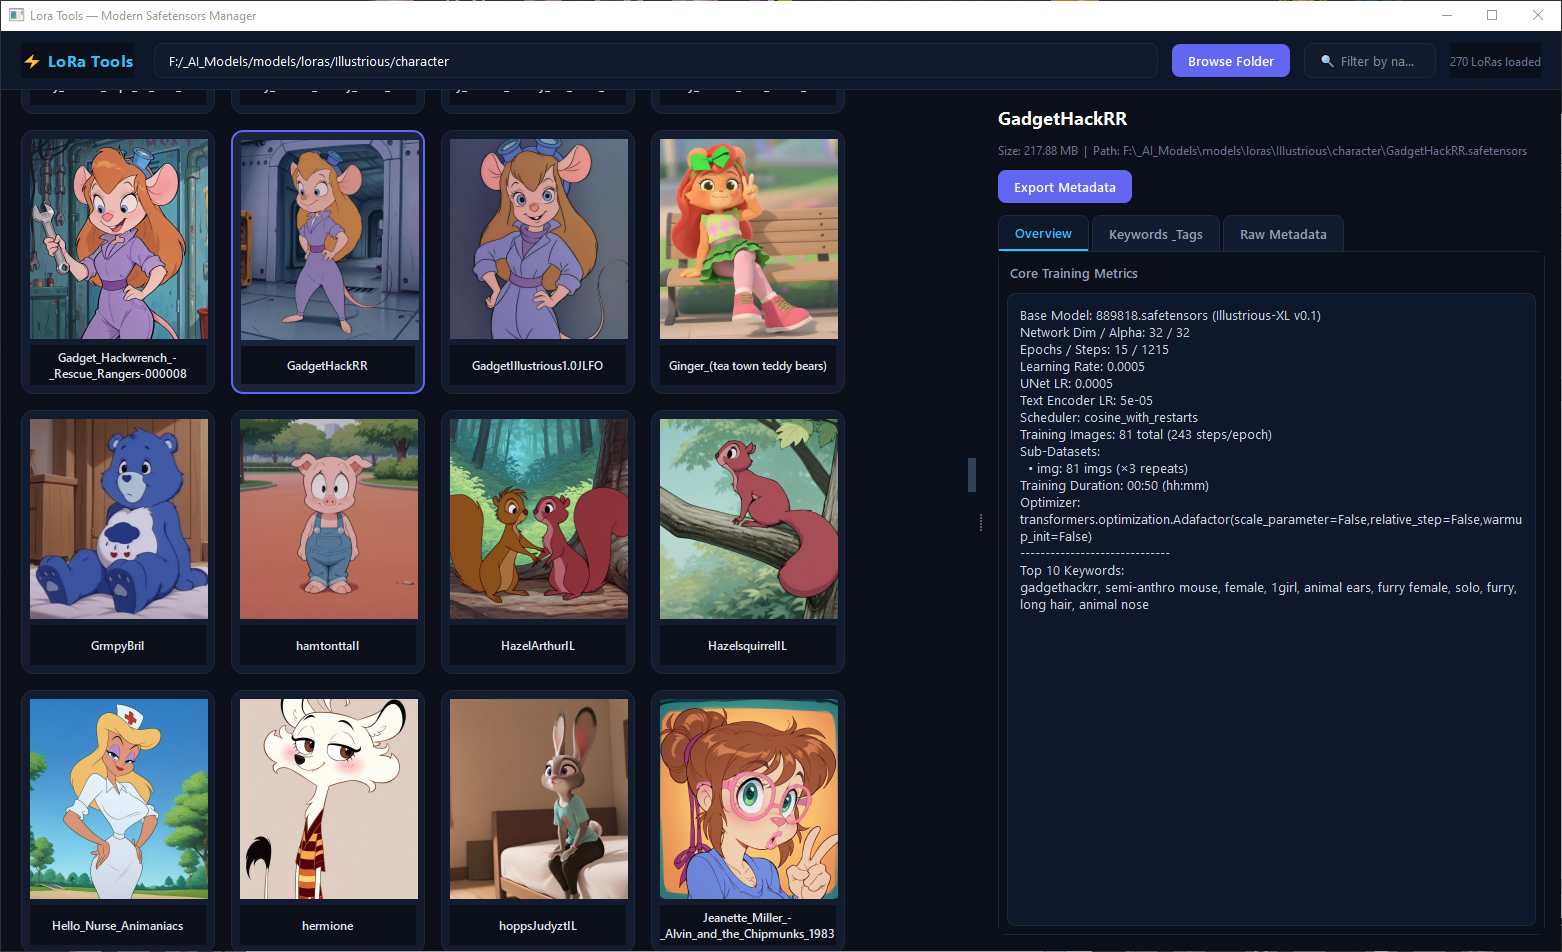 Lora Tools — Modern Safetensors Manager
⚡ LoRa Tools
F:/_AI_Models/models/loras/Illustrious/character
Browse Folder
🔍 Filter by na...
270 LoRas loaded
Gadget_Hackwrench_-
_Rescue_Rangers-000008
GadgetHackRR
GadgetIllustrious1.0JLFO
Ginger_(tea town teddy bears)
GrmpyBriI
hamtonttaII
HazelArthurIL
HazelsquirrelIL
Hello_Nurse_Animaniacs
hermione
hoppsJudyztIL
Jeanette_Miller_-
_Alvin_and_the_Chipmunks_1983
GadgetHackRR
Size: 217.88 MB | Path: F:\_AI_Models\models\loras\Illustrious\character\GadgetHackRR.safetensors
Export Metadata
Overview
Keywords _Tags
Raw Metadata
Core Training Metrics
Base Model: 889818.safetensors (Illustrious-XL v0.1)
Network Dim / Alpha: 32 / 32
Epochs / Steps: 15 / 1215
Learning Rate: 0.0005
UNet LR: 0.0005
Text Encoder LR: 5e-05
Scheduler: cosine_with_restarts
Training Images: 81 total (243 steps/epoch)
Sub-Datasets:
• img: 81 imgs (×3 repeats)
Training Duration: 00:50 (hh:mm)
Optimizer:
transformers.optimization.Adafactor(scale_parameter=False,relative_step=False,warmu
p_init=False)
------------------------------
Top 10 Keywords:
gadgethackrr, semi-anthro mouse, female, 1girl, animal ears, furry female, solo, furry,
long hair, animal nose